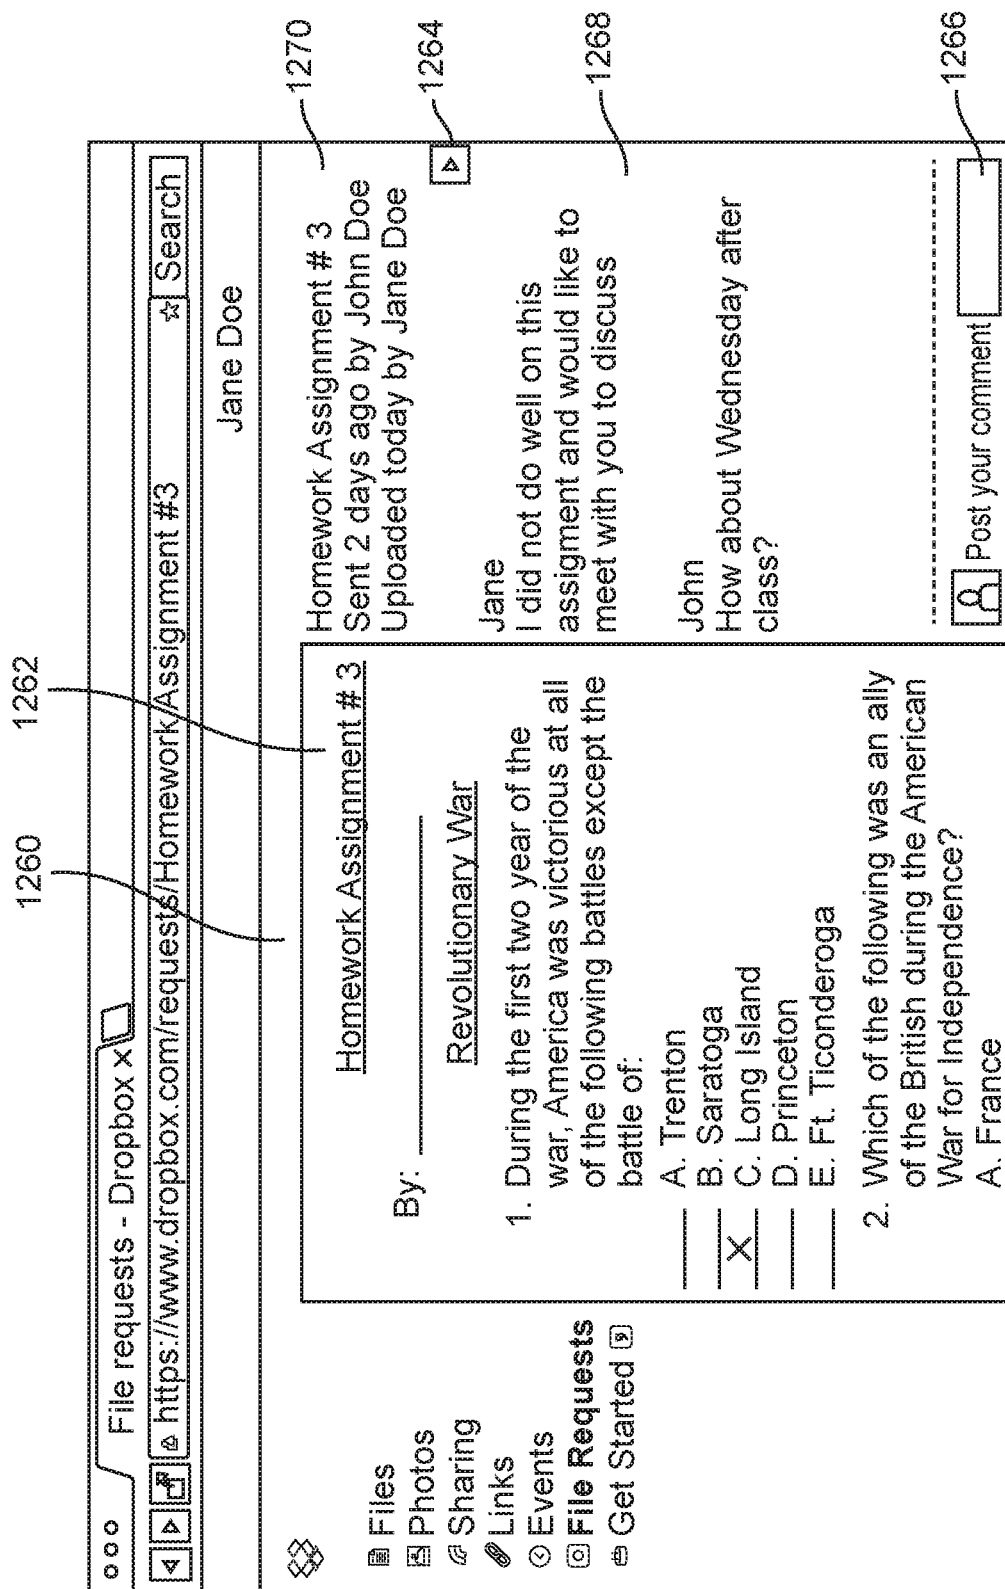 1260
1262
File requests - Dropbox x
https://www.dropbox.com/requests/Homework Assignment #3
Search
Jane Doe
Files
Photos
Sharing
Links
Events
File Requests
Get Started
Homework Assignment # 3
By:
Revolutionary War
1. During the first two year of the
war, America was victorious at all
of the following battles except the
battle of:
A. Trenton
B. Saratoga
X C. Long Island
D. Princeton
E. Ft. Ticonderoga
2. Which of the following was an ally
of the British during the American
War for Independence?
A. France
Homework Assignment # 3
Sent 2 days ago by John Doe
Uploaded today by Jane Doe
Jane
I did not do well on this
assigment and would like to
meet with you to discuss
John
How about Wednesday after
class?
Post your comment
1270
1264
1268
1266